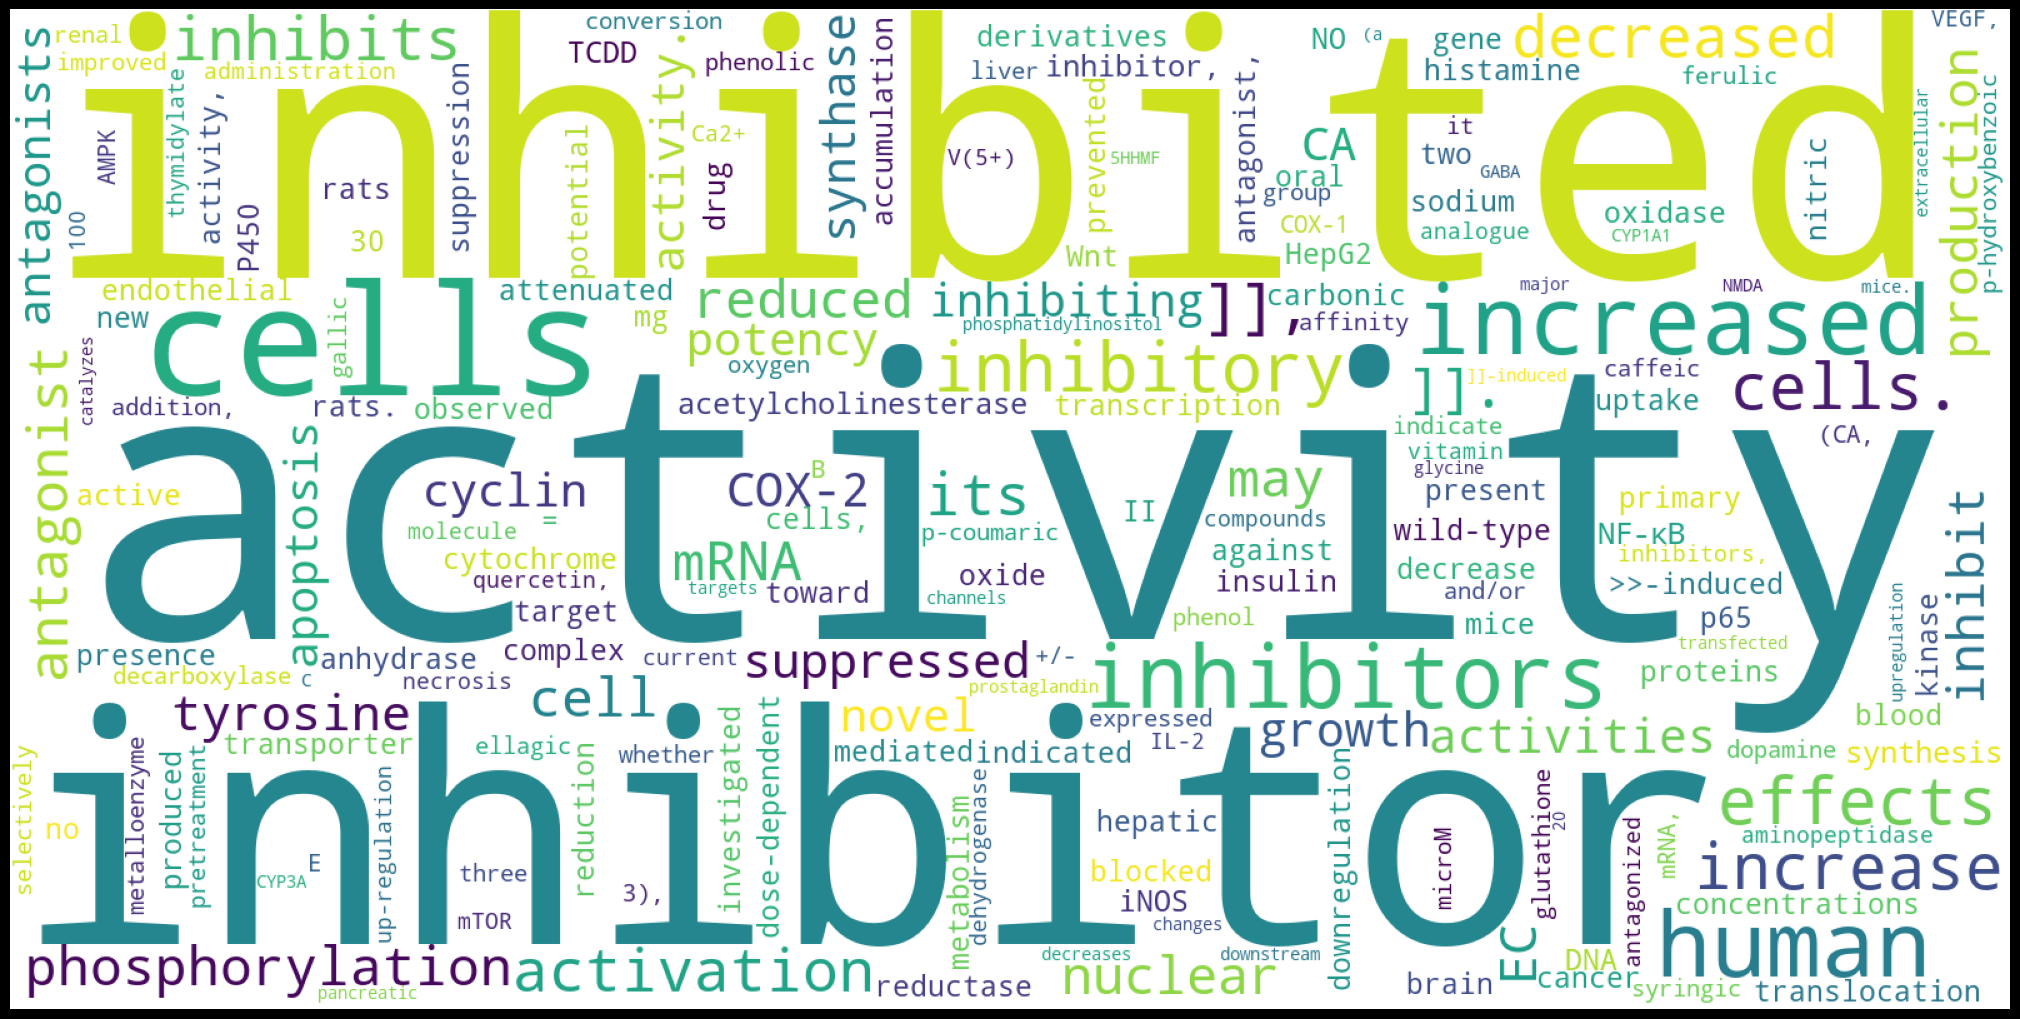 renal
improved
inhibits
administration
conversion
TCDD
phenolic
activity.
synthase
accumulation
derivatives
liver
inhibitor,
NO
(a
gene
histamine
decreased
ferulic
VEGF,
antagonists
inhibited
AMPK
thymidylate
activity,
100
P450
rats
30
suppression
potential
Ca2+
drug
V(5+)
prevented
5HHMF
antagonist,
CA
oral
group
COX-1
it
two
GABA
sodium
analogue
oxidase
CYP1A1
nitric
extracellular
production
p-hydroxybenzoic
Wnt
HepG2
endothelial
new
gallic
cells
attenuated
mg
reduced
potency
inhibiting
phosphatidylinositol
]],
carbonic
affinity
increased
major
NMDA
mice.
oxygen
inhibitory
]].
]]-induced
caffeic
uptake
cells.
(CA,
antagonist
catalyzes
addition,
rats.
observed
acetylcholinesterase
transcription
indicate
vitamin
glycine
activity
active
apoptosis
cyclin
molecule
=
cytochrome
quercetin,
target
COX-2
B
cells,
mRNA
targets
toward
its
p-coumaric
oxide
channels
II
may
compounds
against
insulin
phenol
present
wild-type
decrease
and/or
mice
primary
NF-κB
inhibitors,
>>-induced
p65
transfected
proteins
upregulation
kinase
inhibit
presence
decarboxylase
c
anhydrase
necrosis
complex
current
suppressed
+/-
prostaglandin
inhibitors
tyrosine
transporter
cell
ellagic
whether
novel
mediated
indicated
expressed
IL-2
growth
activities
blood
dopamine
synthesis
inhibitor
selectively
no
metalloenzyme
produced
pretreatment
CYP3A
E
up-regulation
three
mTOR
reduction
3),
investigated
dose-dependent
metabolism
dehydrogenase
hepatic
blocked
iNOS
changes
downregulation
microM
glutathione
20
antagonized
mRNA,
effects
aminopeptidase
increase
concentrations
human
phosphorylation
pancreatic
activation
reductase
decreases
nuclear
downstream
brain
EC
cancer
DNA
syringic
translocation